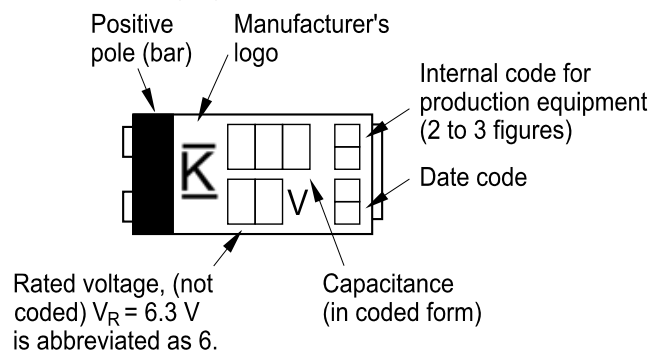 Positive
pole (bar)
Manufacturer's
logo
Internal code for
production equipment
(2 to 3 figures)
K
Date code
V
Rated voltage, (not
coded) VR = 6.3 V
is abbreviated as 6.
Capacitance
(in coded form)